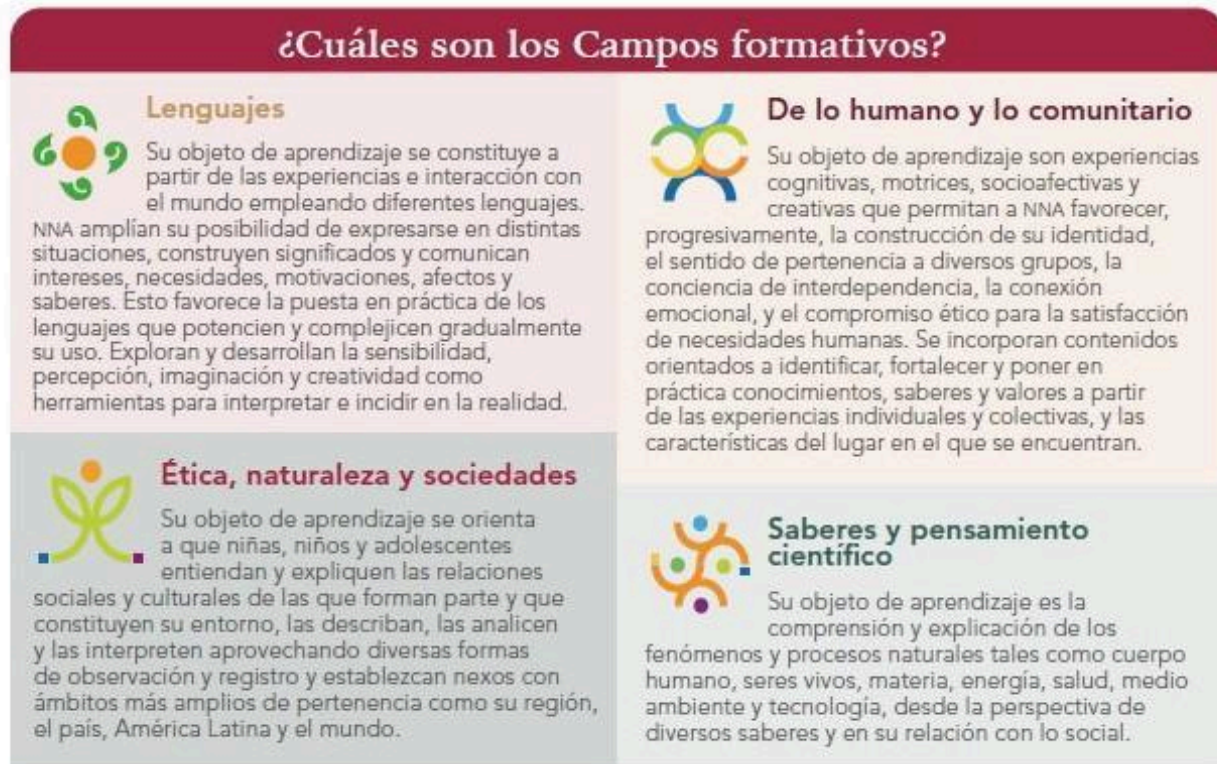 ¿Cuáles son los Campos formativos?
Lenguajes
Su objeto de aprendizaje se constituye a
partir de las experiencias e interacción con
el mundo empleando diferentes lenguajes.
NNA amplían su posibilidad de expresarse en distintas
situaciones, construyen significados y comunican
intereses, necesidades, motivaciones, afectos y
saberes. Esto favorece la puesta en práctica de los
lenguajes que potencien y complejicen gradualmente
su uso. Exploran y desarrollan la sensibilidad,
percepción, imaginación y creatividad como
herramientas para interpretar e incidir en la realidad.
De lo humano y lo comunitario
Su objeto de aprendizaje son experiencias
cognitivas, motrices, socioafectivas y
creativas que permitan a NNA favorecer,
progresivamente, la construcción de su identidad,
el sentido de pertenencia a diversos grupos, la
conciencia de interdependencia, la conexión
emocional, y el compromiso ético para la satisfacción
de necesidades humanas. Se incorporan contenidos
orientados a identificar, fortalecer y poner en
práctica conocimientos, saberes y valores a partir
de las experiencias individuales y colectivas, y las
características del lugar en el que se encuentran.
Ética, naturaleza y sociedades
Su objeto de aprendizaje se orienta
a que niñas, niños y adolescentes
entiendan y expliquen las relaciones
sociales y culturales de las que forman parte y que
constituyen su entorno, las describan, las analicen
y las interpreten aprovechando diversas formas
de observación y registro y establezcan nexos con
ámbitos más amplios de pertenencia como su región,
el país, América Latina y el mundo.
Saberes y pensamiento
científico
Su objeto de aprendizaje es la
comprensión y explicación de los
fenómenos y procesos naturales tales como cuerpo
humano, seres vivos, materia, energía, salud, medio
ambiente y tecnología, desde la perspectiva de
diversos saberes y en su relación con lo social.